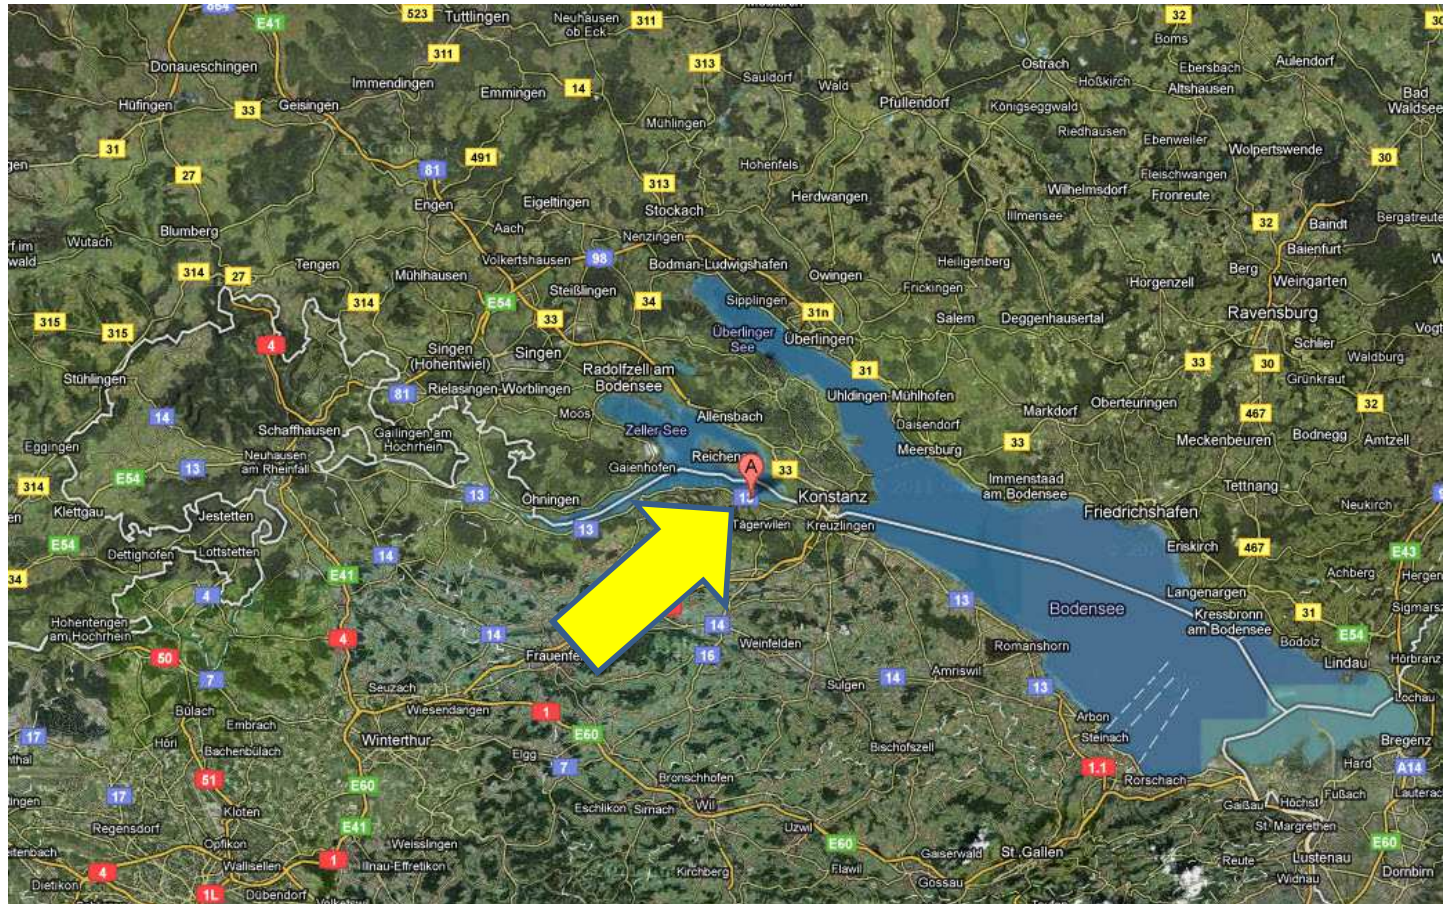 864
E41
523
Tuttlingen
Neuhausen
ob Eck
311
32
Boms
30
Donaueschingen
311
313
Sauldorf
Wald
Ostrach
Hoßkirch
Ebersbach
Altshausen
Aulendorf
Immendingen
Emmingen
14
Pfullendorf
Königseggwald
Bad
Waldsee
Hüfingen
33
Geisingen
Mühlingen
Riedhausen
Ebenweiler
Wolpertswende
31
491
81
Hohenfels
Fleischwangen
30
27
313
Herdwangen
Wilhelmsdorf
Fronreute
Engen
Eigeltingen
Stockach
Illmensee
32
Baindt
Bergatreute
Blumberg
Aach
Nenzingen
Wutach
Baienfurt
Tengen
Volkertshausen
98
Bodman-Ludwigshafen
Owingen
Heiligenberg
Berg
Weingarten
314
27
Mühlhausen
Frickingen
Horgenzell
314
E54
Steißlingen
34
Sipplingen
31n
Salem
Deggenhausertal
Ravensburg
315
315
33
Überlinger
See
Überlingen
4
Singen
(Hohentwiel)
Singen
Schlier
Waldburg
Stühlingen
Radolfzell am
Bodensee
31
33
30
Grünkraut
81
Rielasingen-Worblingen
Uhldingen-Mühlhofen
Oberteuringen
32
14
Moos
Allensbach
Daisendorf
Markdorf
467
Schaffhausen
Gailingen am
Hochrhein
Zeller See
Meersburg
33
Meckenbeuren
Bodnegg
Amtzell
Eggingen
Neuhausen
am Rheinfall
13
E54
Gaienhofen
A
33
Immenstaad
am Bodensee
Tettnang
314
13
Öhningen
Konstanz
Neukirch
Klettgau
Jestetten
13
Tägerwilen
Kreuzlingen
Friedrichshafen
E54
Dettighofen
Lottstetten
14
Eriskirch
467
E43
34
E41
Achberg
4
13
Langenargen
Bodensee
Kressbronn
am Bodensee
31
Hohentengen
am Hochrhein
4
14
14
Weinfelden
Romanshorn
Bodolz
E54
50
16
Lindau
Hörbranz
7
Seuzach
Sulgen
14
Amriswil
13
Lochau
Bülach
Embrach
Wiesendangen
1
Arbon
Steinach
17
Höri
Bachenbülach
Winterthur
E60
Bischofszell
Bregenz
Elgg
7
1.1
Hard
A14
51
E60
Bronschhofen
Rorschach
17
Kloten
Eschlikon
Sirnach
Wil
Gaißau
Höchst
Fußach
Regensdorf
E41
Uzwil
St. Margrethen
Opfikon
Weisslingen
E60
Gaiserwald
St. Gallen
E60
Wallisellen
1
Illnau-Effretikon
Kirchberg
Flawil
Reute
Lustenau
4
Dietikon
1L
Dübendorf
Gossau
Widnau
Dornbirn